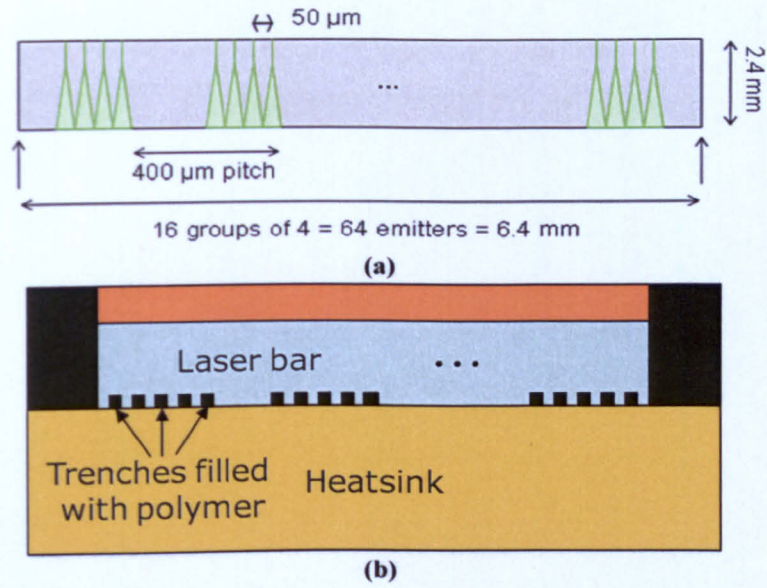 50 µm
...
2.4 mm
400 µm pitch
16 groups of 4 = 64 emitters = 6.4 mm
(a)
Laser bar
...
Trenches filled
with polymer
Heatsink
(b)